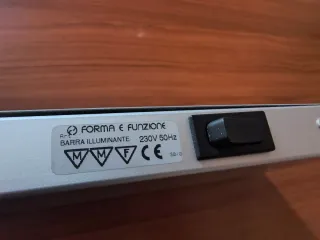 FORMA E FUNZIONE
BARRA ILLUMINANTE 230V 50Hz
M M F CE